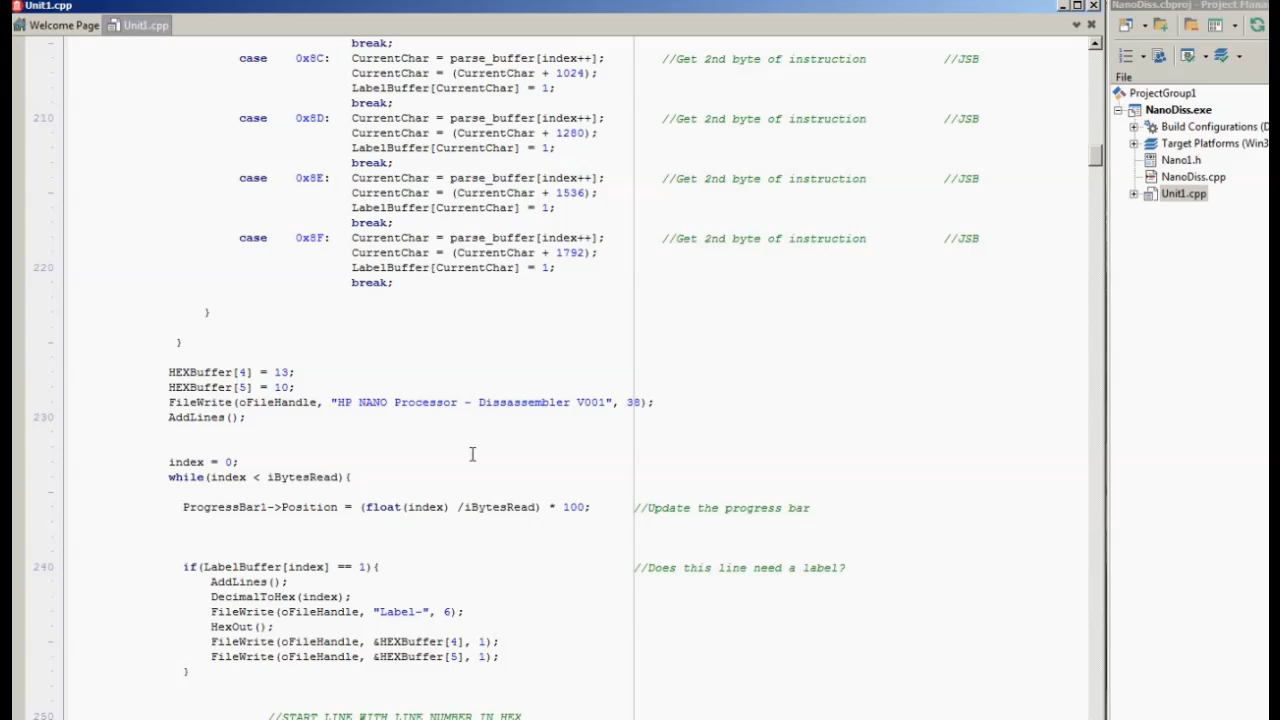 Unit1.cpp
NanoDiss.cbproj - Project Mana
Welcome Page Unit1.cpp
break;
case 0x8C: CurrentChar = parse_buffer[index++]; //Get 2nd byte of instruction //JSB
CurrentChar = (CurrentChar + 1024);
LabelBuffer[CurrentChar] = 1;
break;
210 case 0x8D: CurrentChar = parse_buffer[index++]; //Get 2nd byte of instruction //JSB
CurrentChar = (CurrentChar + 1280);
LabelBuffer[CurrentChar] = 1;
break;
case 0x8E: CurrentChar = parse_buffer[index++]; //Get 2nd byte of instruction //JSB
CurrentChar = (CurrentChar + 1536);
LabelBuffer[CurrentChar] = 1;
break;
case 0x8F: CurrentChar = parse_buffer[index++]; //Get 2nd byte of instruction //JSB
CurrentChar = (CurrentChar + 1792);
220 LabelBuffer[CurrentChar] = 1;
break;
}
}
HEXBuffer[4] = 13;
HEXBuffer[5] = 10;
FileWrite(oFileHandle, "HP NANO Processor - Dissassembler V001", 38);
230 AddLines();
index = 0;
while(index < iBytesRead){
ProgressBar1->Position = (float(index) /iBytesRead) * 100; //Update the progress bar
240 if(LabelBuffer[index] == 1){ //Does this line need a label?
AddLines();
DecimalToHex(index);
FileWrite(oFileHandle, "Label-", 6);
HexOut();
FileWrite(oFileHandle, &HEXBuffer[4], 1);
FileWrite(oFileHandle, &HEXBuffer[5], 1);
}
250 //START LINE WITH LINE NUMBER IN HEX
File
ProjectGroup1
NanoDiss.exe
Build Configurations (D
Target Platforms (Win3
Nano1.h
NanoDiss.cpp
Unit1.cpp